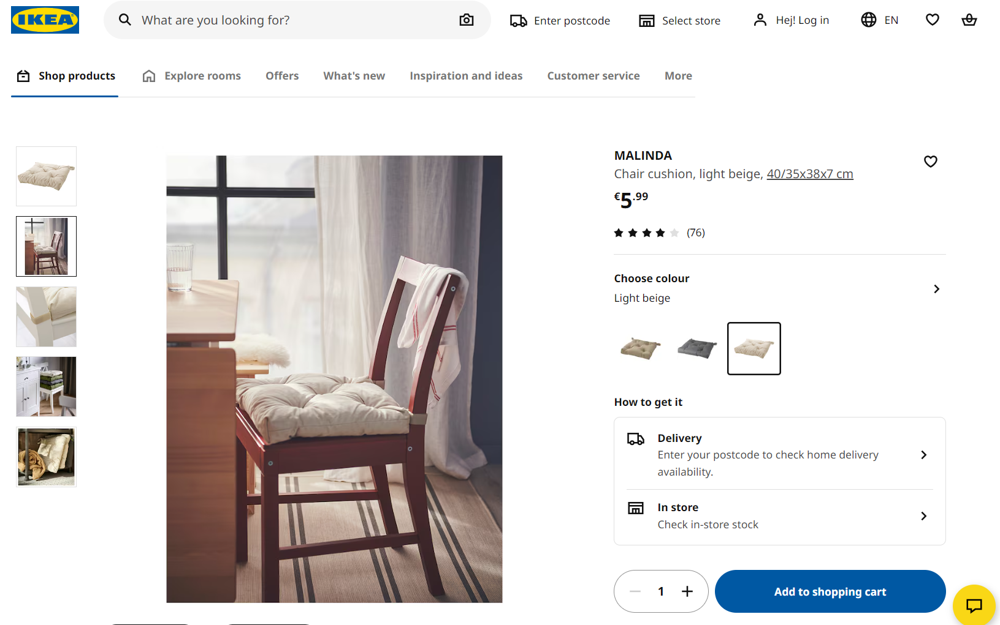 IKEA
What are you looking for?
Enter postcode
Select store
Hej! Log in
EN
Shop products
Explore rooms
Offers
What's new
Inspiration and ideas
Customer service
More
MALINDA
Chair cushion, light beige, 40/35x38x7 cm
€5.99
(76)
Choose colour
Light beige
How to get it
Delivery
Enter your postcode to check home delivery
availability.
In store
Check in-store stock
1
Add to shopping cart